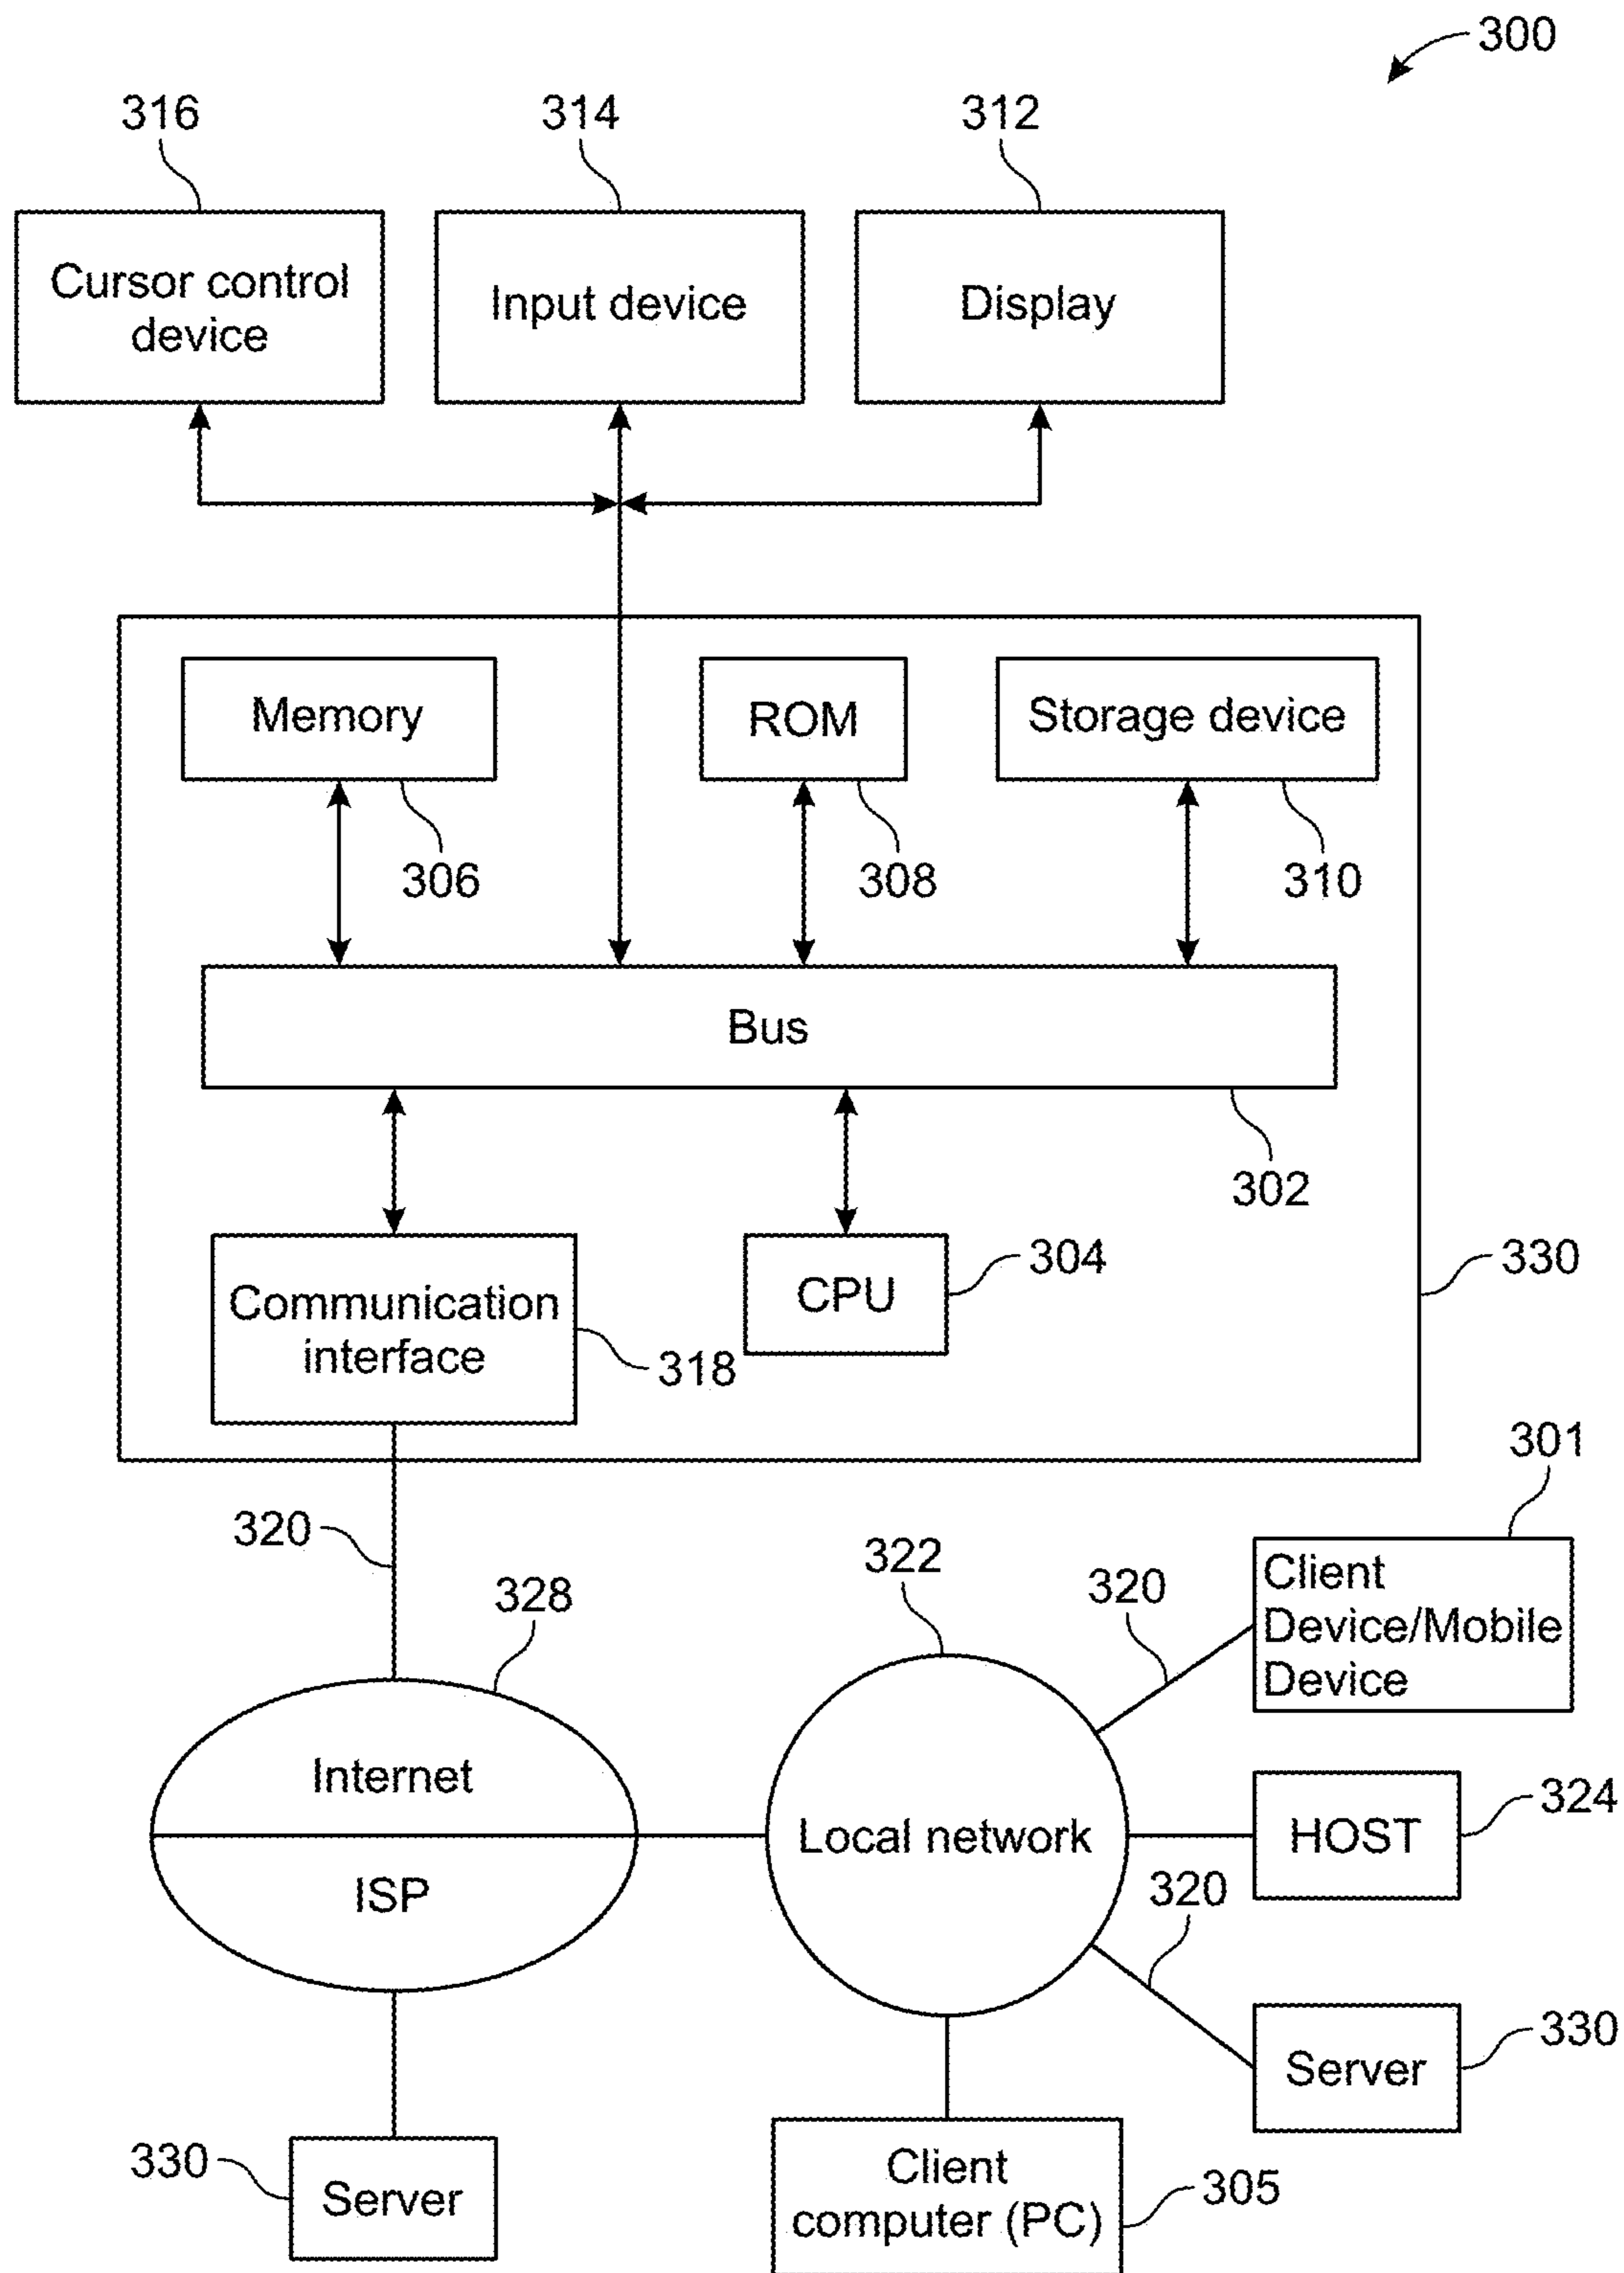 300
316
314
312
Cursor control
device
Input device
Display
Memory
ROM
Storage device
306
308
310
Bus
302
Communication
interface
318
CPU
304
330
301
320
322
320
Client
Device/Mobile
Device
328
Internet
ISP
Local network
HOST
324
320
Server
330
330
Server
Client
computer (PC)
305